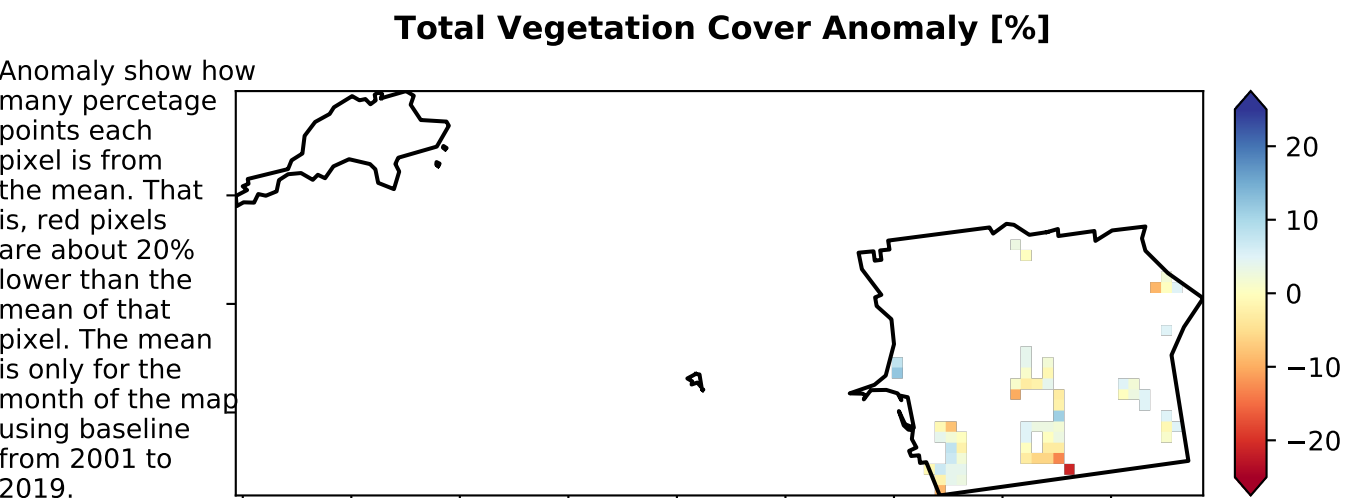 Total Vegetation Cover Anomaly [%]
Anomaly show how
many percetage
points each
pixel is from
the mean. That
is, red pixels
are about 20%
lower than the
mean of that
pixel. The mean
is only for the
month of the map
using baseline
from 2001 to
2019.
20
10
0
−10
−20